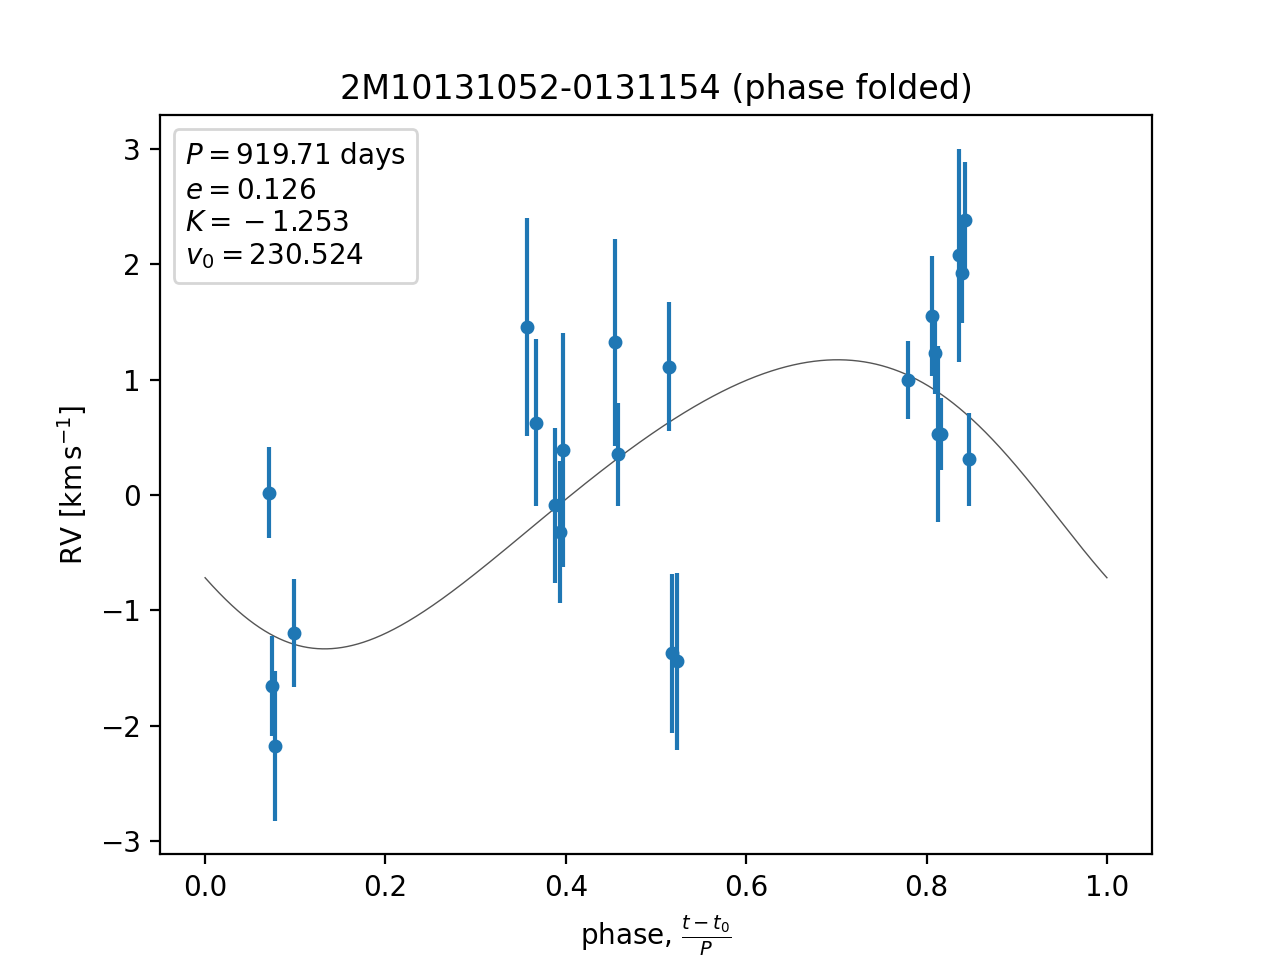 2M10131052-0131154 (phase folded)
P = 919.71 days
e = 0.126
K = −1.253
v₀ = 230.524
3
2
1
0
−1
−2
−3
RV [km s⁻¹]
0.0 0.2 0.4 0.6 0.8 1.0
phase, (t − t₀)/P